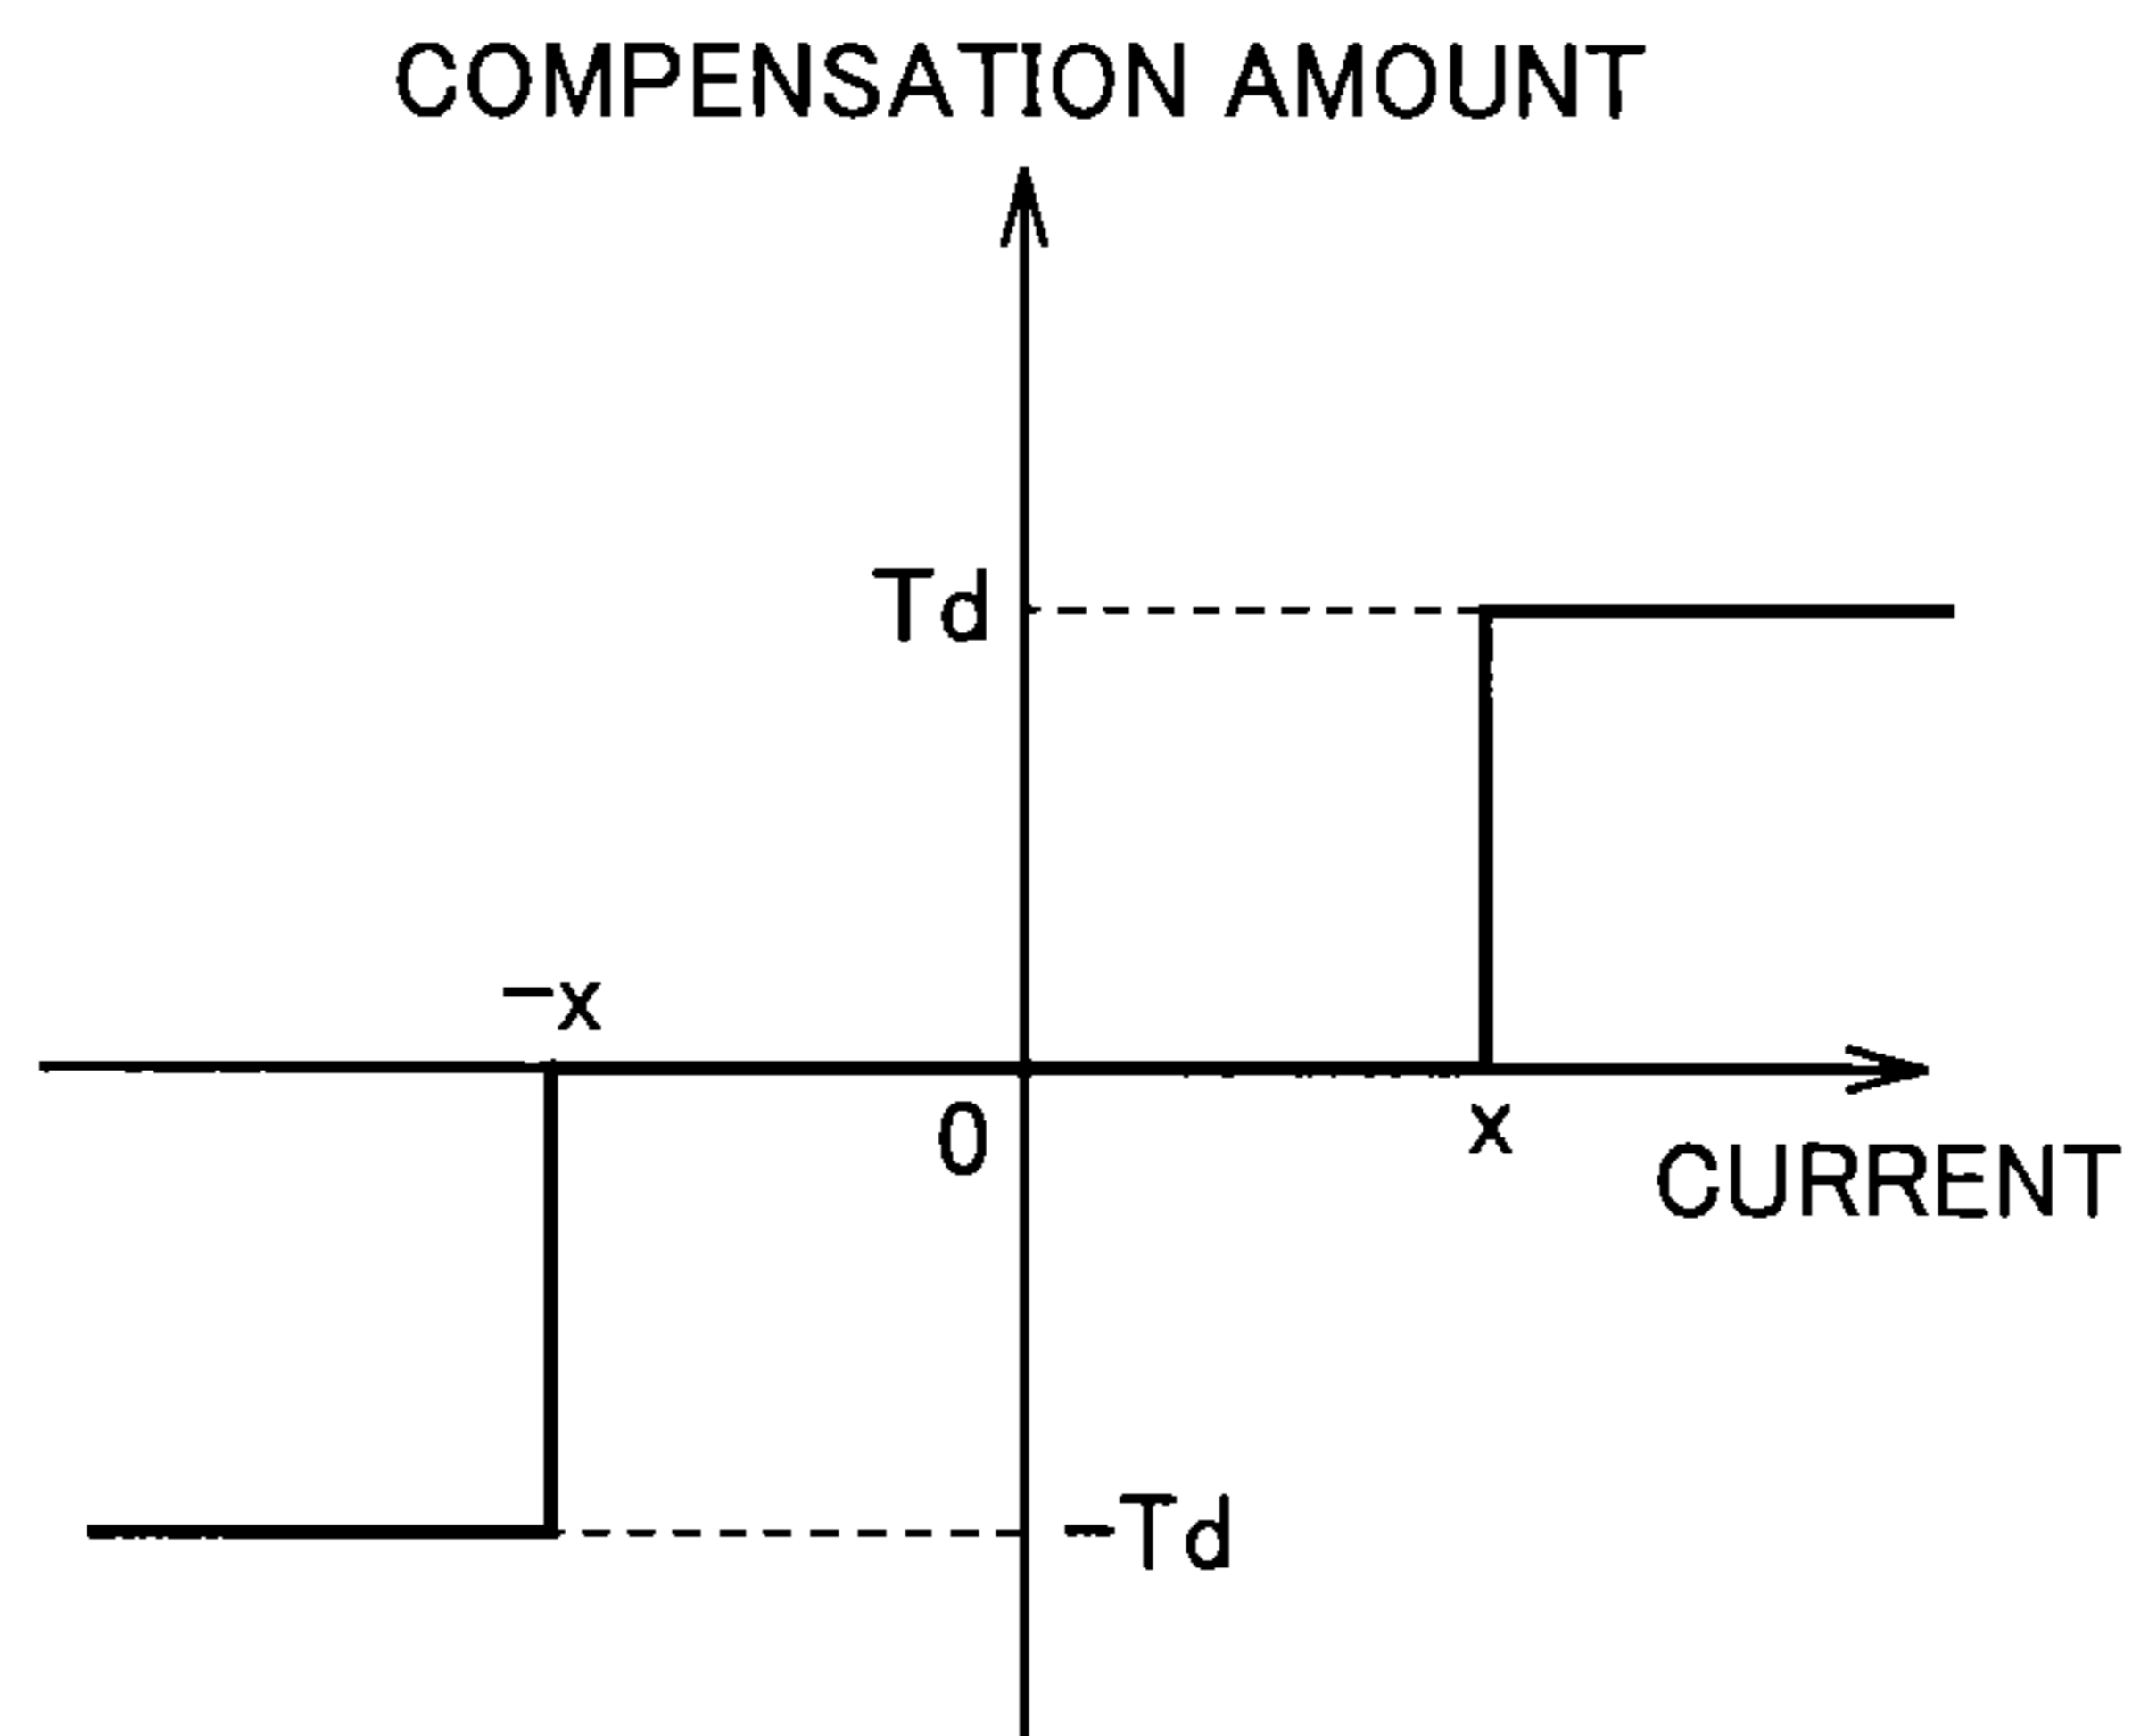 COMPENSATION AMOUNT
Td
-x
0
x
CURRENT
-Td